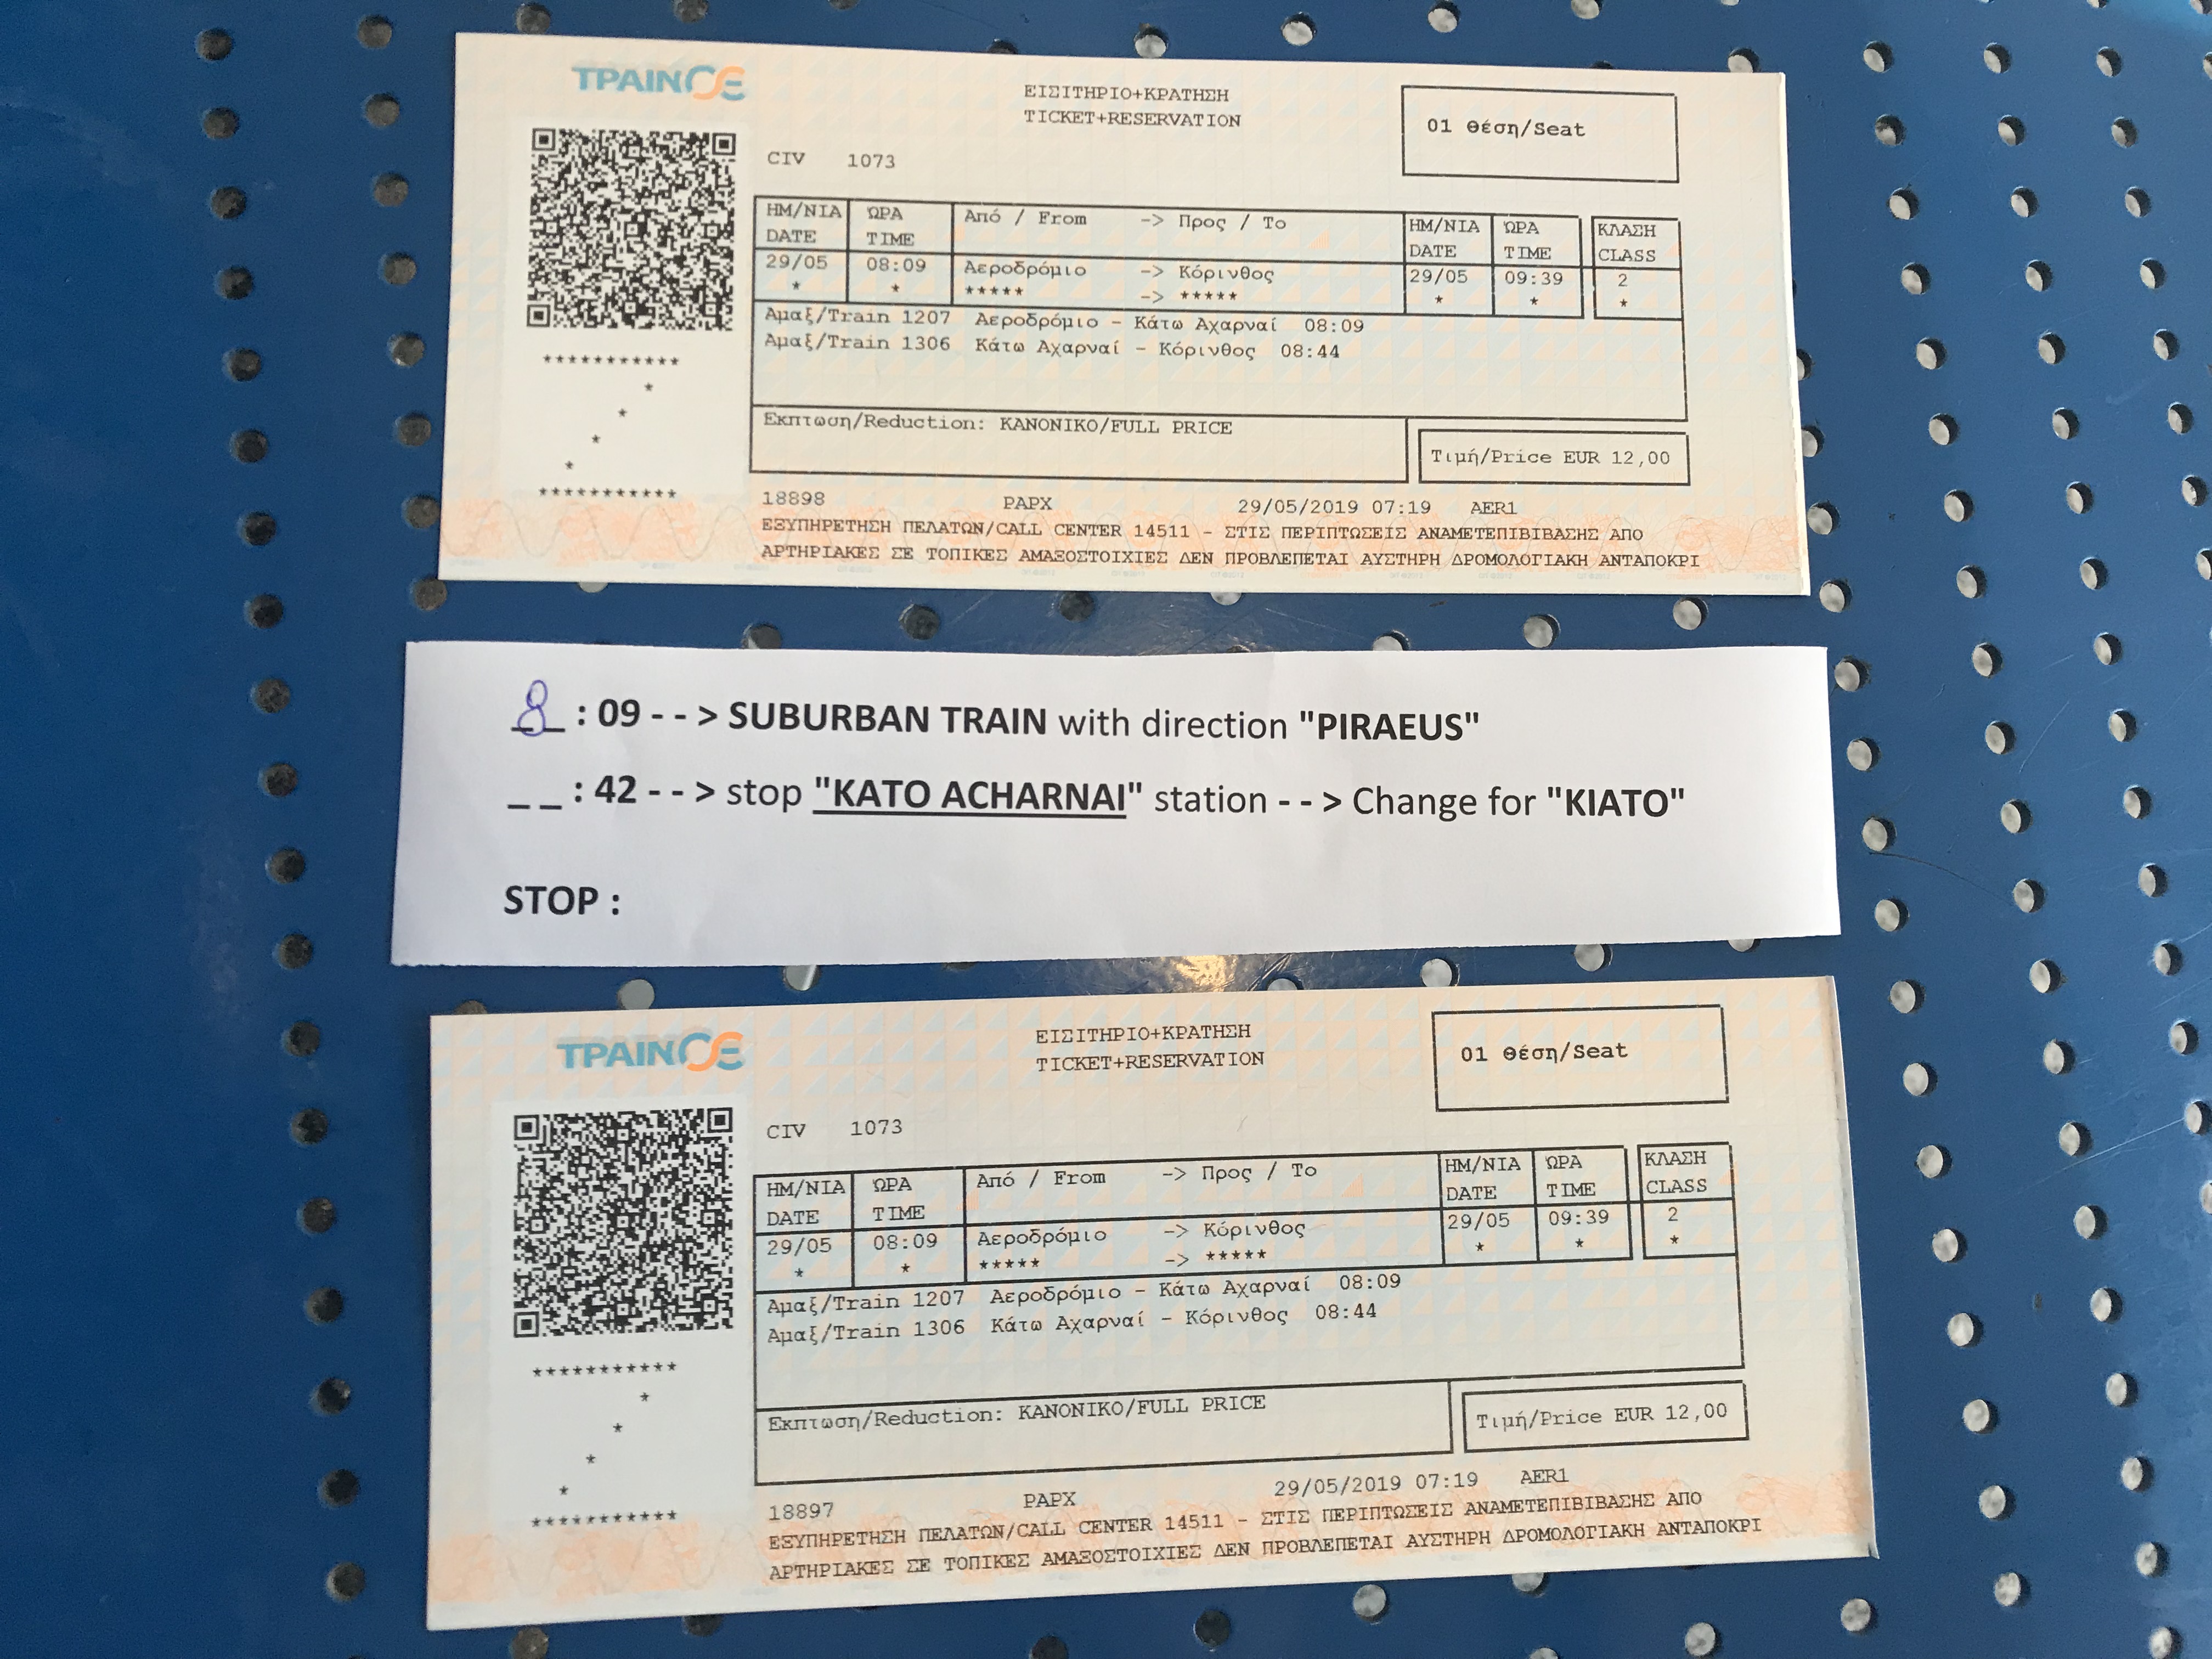 ΤΡΑΙΝΟΣΕ
ΕΙΣΙΤΗΡΙΟ+ΚΡΑΤΗΣΗ
TICKET+RESERVATION
01 Θέση/Seat
CIV 1073
ΗΜ/ΝΙΑ ΩΡΑ Από / From -> Προς / Το ΗΜ/ΝΙΑ ΩΡΑ ΚΛΑΣΗ
DATE TIME DATE TIME CLASS
29/05 08:09 Αεροδρόμιο -> Κόρινθος 29/05 09:39 2
* * ***** -> ***** * * *
Αμαξ/Train 1207 Αεροδρόμιο - Κάτω Αχαρναί 08:09
Αμαξ/Train 1306 Κάτω Αχαρναί - Κόρινθος 08:44
***********
*
*
*
*
***********
Εκπτωση/Reduction: ΚΑΝΟΝΙΚΟ/FULL PRICE
Τιμή/Price EUR 12,00
18898 PAPX 29/05/2019 07:19 AER1
ΕΞΥΠΗΡΕΤΗΣΗ ΠΕΛΑΤΩΝ/CALL CENTER 14511 - ΣΤΙΣ ΠΕΡΙΠΤΩΣΕΙΣ ΑΝΑΜΕΤΕΠΙΒΙΒΑΣΗΣ ΑΠΟ
ΑΡΤΗΡΙΑΚΕΣ ΣΕ ΤΟΠΙΚΕΣ ΑΜΑΞΟΣΤΟΙΧΙΕΣ ΔΕΝ ΠΡΟΒΛΕΠΕΤΑΙ ΑΥΣΤΗΡΗ ΔΡΟΜΟΛΟΓΙΑΚΗ ΑΝΤΑΠΟΚΡΙ
8 : 09 - - > SUBURBAN TRAIN with direction "PIRAEUS"
_ _ : 42 - - > stop "KATO ACHARNAI" station - - > Change for "KIATO"
STOP :
ΤΡΑΙΝΟΣΕ
ΕΙΣΙΤΗΡΙΟ+ΚΡΑΤΗΣΗ
TICKET+RESERVATION
01 Θέση/Seat
CIV 1073
ΗΜ/ΝΙΑ ΩΡΑ Από / From -> Προς / Το ΗΜ/ΝΙΑ ΩΡΑ ΚΛΑΣΗ
DATE TIME DATE TIME CLASS
29/05 08:09 Αεροδρόμιο -> Κόρινθος 29/05 09:39 2
* * ***** -> ***** * * *
Αμαξ/Train 1207 Αεροδρόμιο - Κάτω Αχαρναί 08:09
Αμαξ/Train 1306 Κάτω Αχαρναί - Κόρινθος 08:44
***********
*
*
*
*
***********
Εκπτωση/Reduction: ΚΑΝΟΝΙΚΟ/FULL PRICE
Τιμή/Price EUR 12,00
18897 PAPX 29/05/2019 07:19 AER1
ΕΞΥΠΗΡΕΤΗΣΗ ΠΕΛΑΤΩΝ/CALL CENTER 14511 - ΣΤΙΣ ΠΕΡΙΠΤΩΣΕΙΣ ΑΝΑΜΕΤΕΠΙΒΙΒΑΣΗΣ ΑΠΟ
ΑΡΤΗΡΙΑΚΕΣ ΣΕ ΤΟΠΙΚΕΣ ΑΜΑΞΟΣΤΟΙΧΙΕΣ ΔΕΝ ΠΡΟΒΛΕΠΕΤΑΙ ΑΥΣΤΗΡΗ ΔΡΟΜΟΛΟΓΙΑΚΗ ΑΝΤΑΠΟΚΡΙ